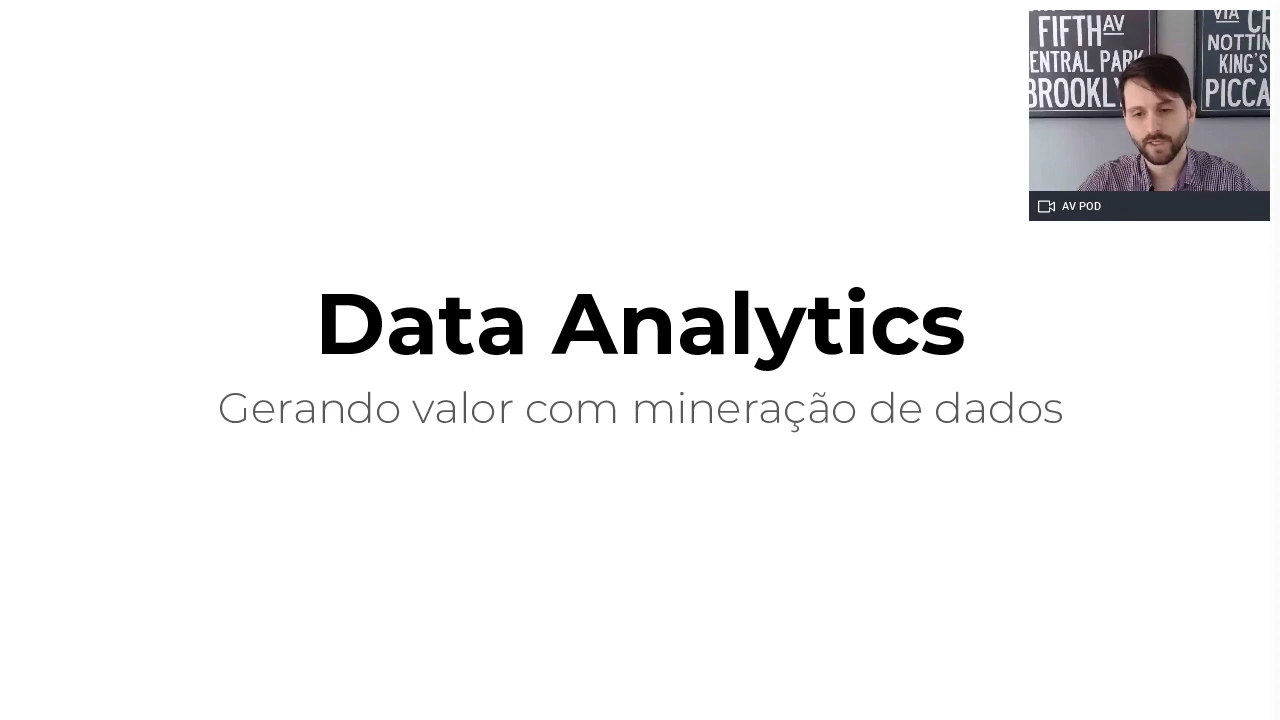 FIFTH AV
ENTRAL PARK
BROOKLY
VIA CH
NOTTIN
KING'S
PICCA
AV POD
Data Analytics
Gerando valor com mineração de dados